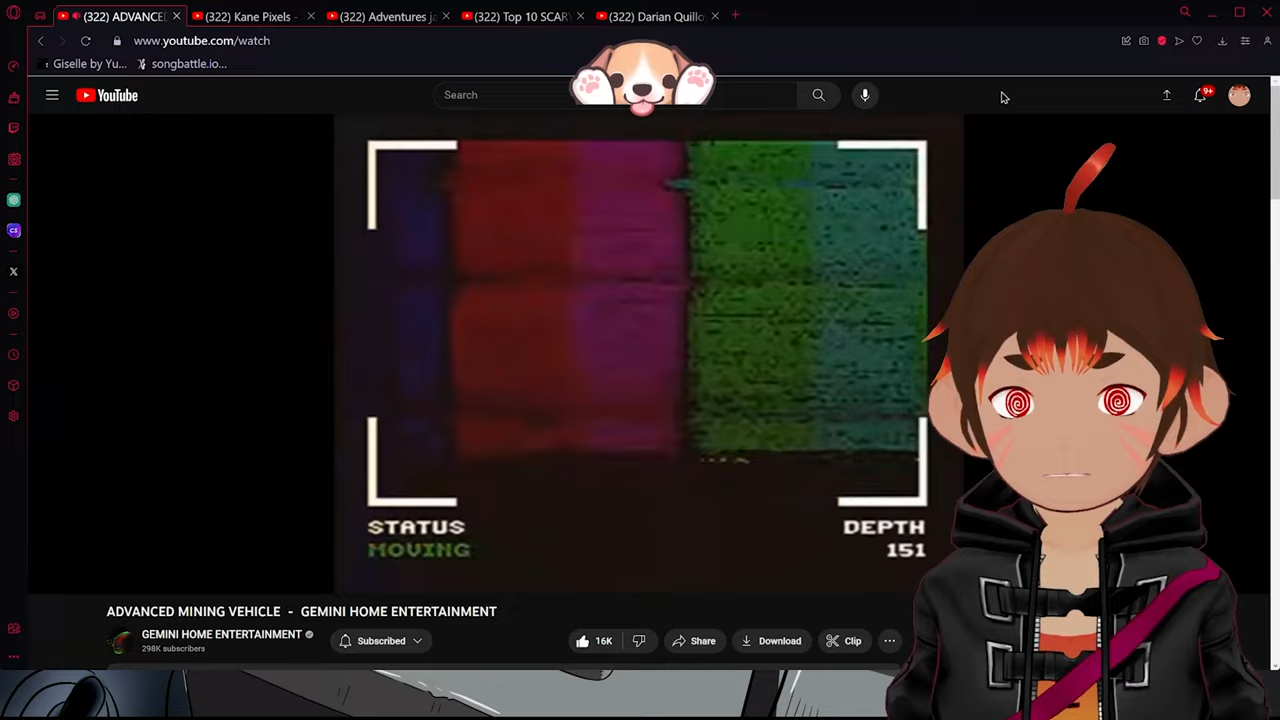 (322) ADVANCE
(322) Kane Pixels -
(322) Adventures ja
(322) Top 10 SCAR
(322) Darian Quillo
www.youtube.com/watch
Giselle by Yu...
songbattle.io...
YouTube
Search
9+
STATUS
DEPTH
MOVING
151
ADVANCED MINING VEHICLE - GEMINI HOME ENTERTAINMENT
GEMINI HOME ENTERTAINMENT
298K subscribers
Subscribed
16K
Share
Download
Clip